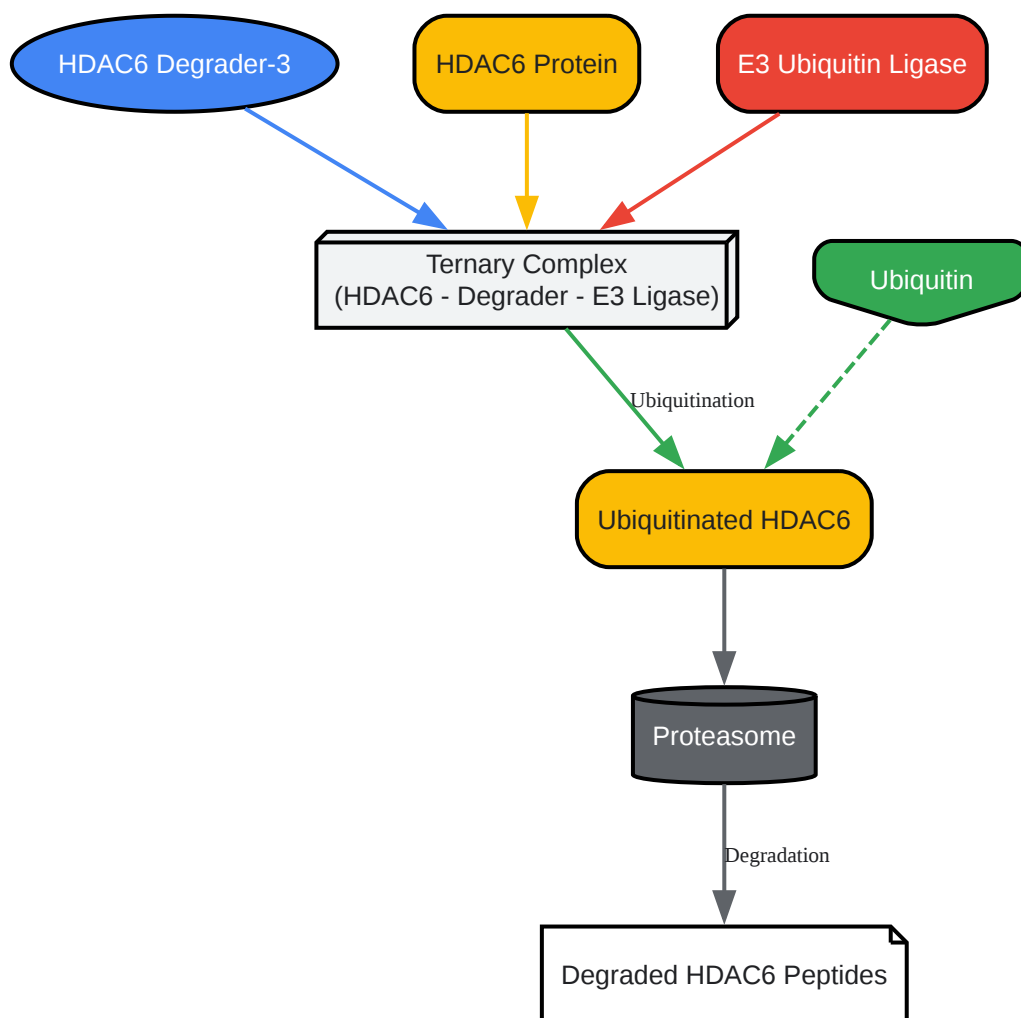 HDAC6 Degrader-3
HDAC6 Protein
E3 Ubiquitin Ligase
Ternary Complex
(HDAC6 - Degrader - E3 Ligase)
Ubiquitin
Ubiquitination
Ubiquitinated HDAC6
Proteasome
Degradation
Degraded HDAC6 Peptides